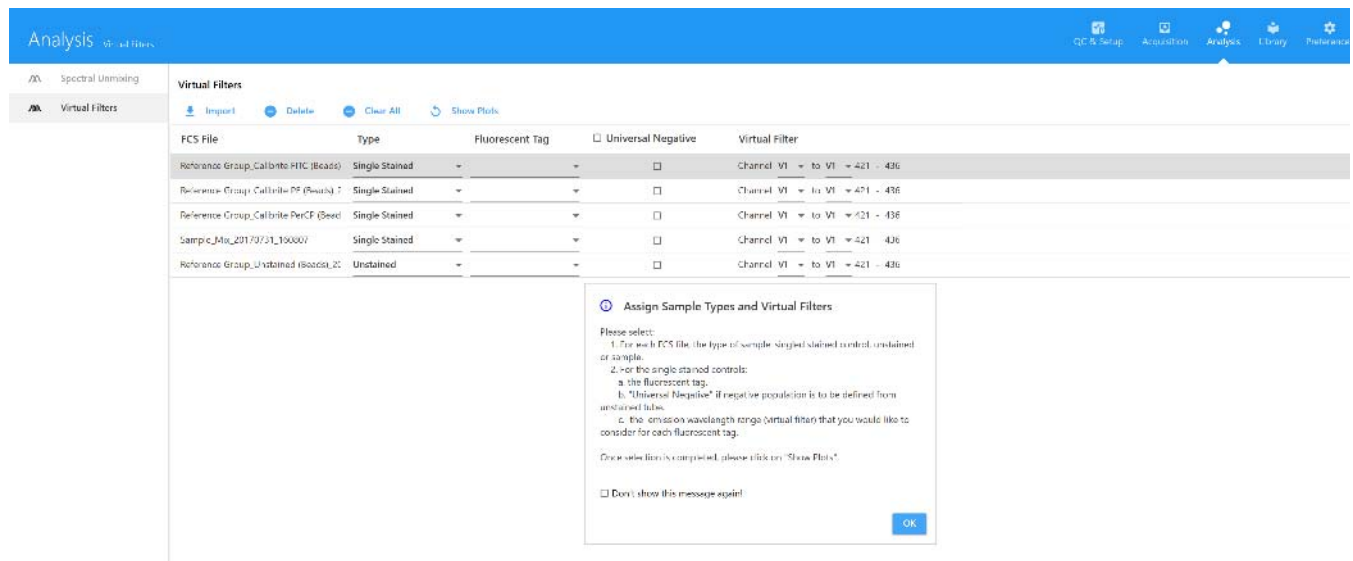 Analysis Virtual Filters
QC & Setup Acquisition Analysis Library Preference
Spectral Unmixing
Virtual Filters
Virtual Filters
Import Delete Clear All Show Plots
FCS File Type Fluorescent Tag Universal Negative Virtual Filter
Reference Group_Calibrite FITC (Beads) Single Stained Channel V1 to V1 421 - 436
Reference Group_Calibrite PE (Beads)_2 Single Stained Channel V1 to V1 421 - 436
Reference Group_Calibrite PerCP (Bead Single Stained Channel V1 to V1 421 - 436
Sample_Mix_20170731_160807 Single Stained Channel V1 to V1 421 - 436
Reference Group_Unstained (Beads)_20 Unstained Channel V1 to V1 421 - 436
Assign Sample Types and Virtual Filters
Please select:
1. For each FCS file, the type of sample: singled stained control, unstained
or sample.
2. For the single stained controls:
a. the fluorescent tag.
b. "Universal Negative" if negative population is to be defined from
unstained tube.
c. the emission wavelength range (virtual filter) that you would like to
consider for each fluorescent tag.
Once selection is completed, please click on "Show Plots".
Don't show this message again!
OK